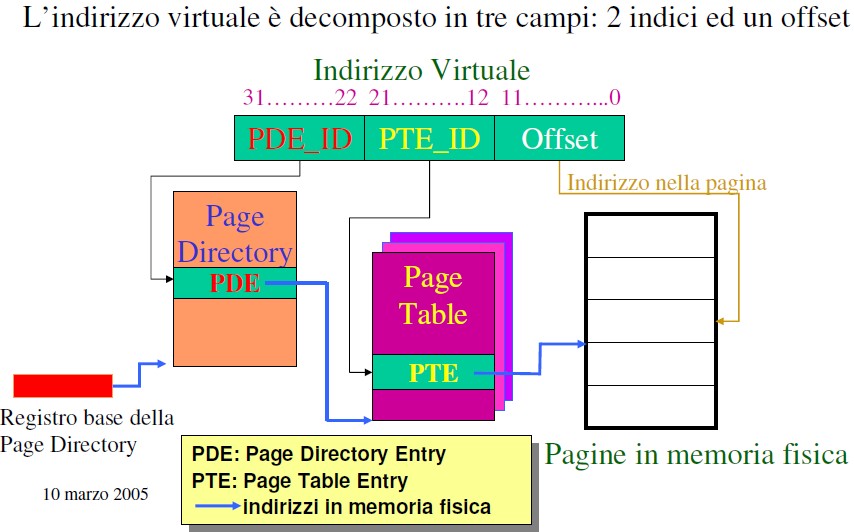 L'indirizzo virtuale è decomposto in tre campi: 2 indici ed un offset
Indirizzo Virtuale
31.........22 21..........12 11.............0
PDE_ID PTE_ID Offset
Indirizzo nella pagina
Page
Directory
PDE
Page
Table
PTE
Registro base della
Page Directory
Pagine in memoria fisica
PDE: Page Directory Entry
PTE: Page Table Entry
indirizzi in memoria fisica
10 marzo 2005